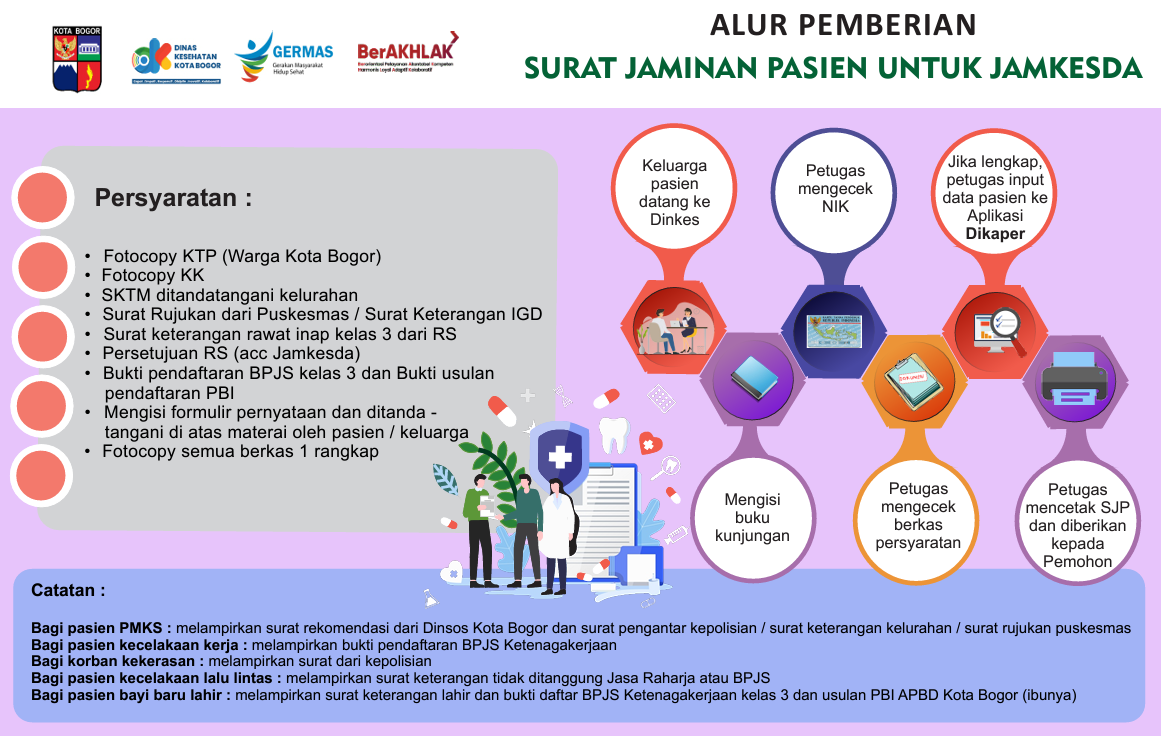 KOTA BOGOR
DINAS
KESEHATAN
KOTA BOGOR
GERMAS
Gerakan Masyarakat
Hidup Sehat
BerAKHLAK
Berorientasi Pelayanan Akuntabel Kompeten
Harmonis Loyal Adaptif Kolaboratif
ALUR PEMBERIAN
SURAT JAMINAN PASIEN UNTUK JAMKESDA
Persyaratan :
• Fotocopy KTP (Warga Kota Bogor)
• Fotocopy KK
• SKTM ditandatangani kelurahan
• Surat Rujukan dari Puskesmas / Surat Keterangan IGD
• Surat keterangan rawat inap kelas 3 dari RS
• Persetujuan RS (acc Jamkesda)
• Bukti pendaftaran BPJS kelas 3 dan Bukti usulan
pendaftaran PBI
• Mengisi formulir pernyataan dan ditanda -
tangani di atas materai oleh pasien / keluarga
• Fotocopy semua berkas 1 rangkap
Keluarga
pasien
datang ke
Dinkes
Mengisi
buku
kunjungan
Petugas
mengecek
NIK
Petugas
mengecek
berkas
persyaratan
Jika lengkap,
petugas input
data pasien ke
Aplikasi
Dikaper
Petugas
mencetak SJP
dan diberikan
kepada
Pemohon
Catatan :
Bagi pasien PMKS : melampirkan surat rekomendasi dari Dinsos Kota Bogor dan surat pengantar kepolisian / surat keterangan kelurahan / surat rujukan puskesmas
Bagi pasien kecelakaan kerja : melampirkan bukti pendaftaran BPJS Ketenagakerjaan
Bagi korban kekerasan : melampirkan surat dari kepolisian
Bagi pasien kecelakaan lalu lintas : melampirkan surat keterangan tidak ditanggung Jasa Raharja atau BPJS
Bagi pasien bayi baru lahir : melampirkan surat keterangan lahir dan bukti daftar BPJS Ketenagakerjaan kelas 3 dan usulan PBI APBD Kota Bogor (ibunya)